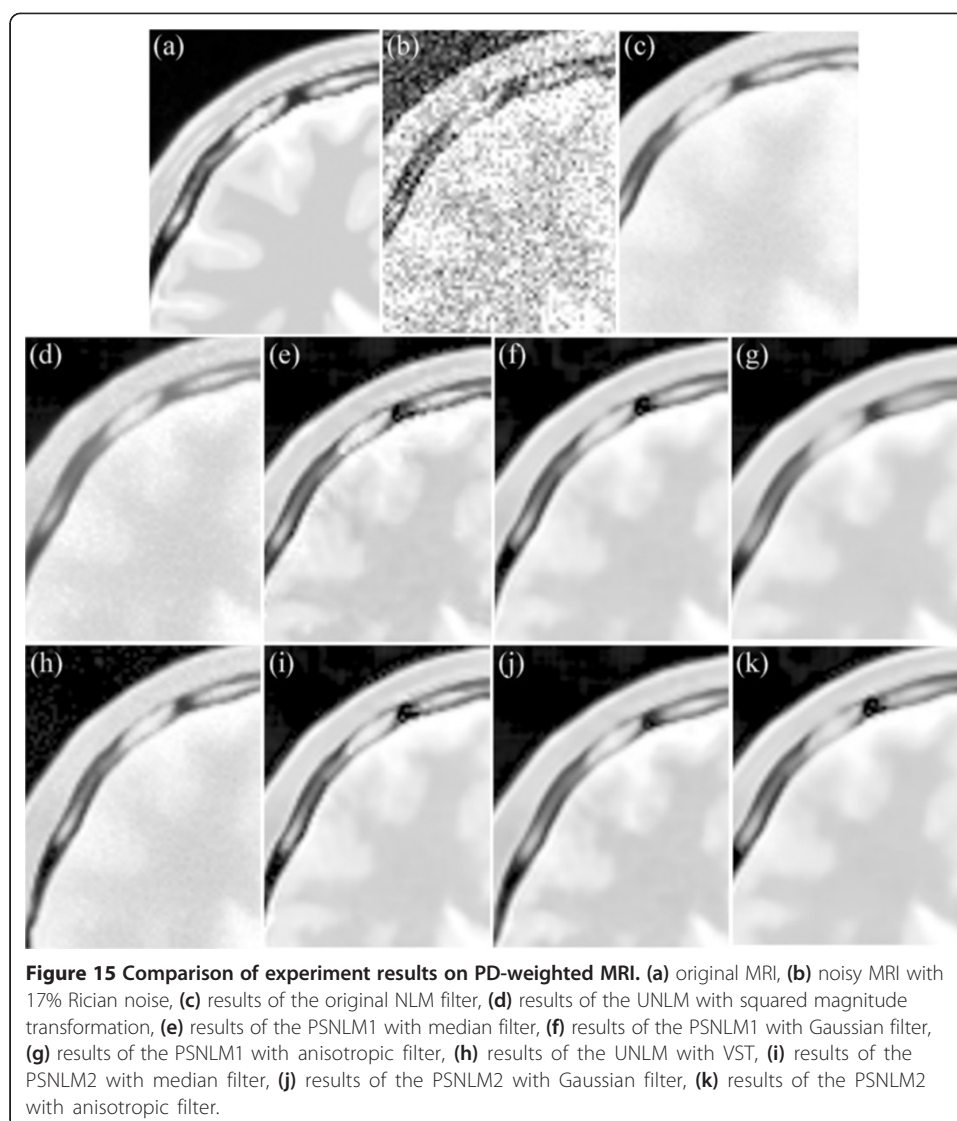 (a) (b) (c)
(d) (e) (f) (g)
(h) (i) (j) (k)
Figure 15 Comparison of experiment results on PD-weighted MRI. (a) original MRI, (b) noisy MRI with
17% Rician noise, (c) results of the original NLM filter, (d) results of the UNLM with squared magnitude
transformation, (e) results of the PSNLM1 with median filter, (f) results of the PSNLM1 with Gaussian filter,
(g) results of the PSNLM1 with anisotropic filter, (h) results of the UNLM with VST, (i) results of the
PSNLM2 with median filter, (j) results of the PSNLM2 with Gaussian filter, (k) results of the PSNLM2
with anisotropic filter.